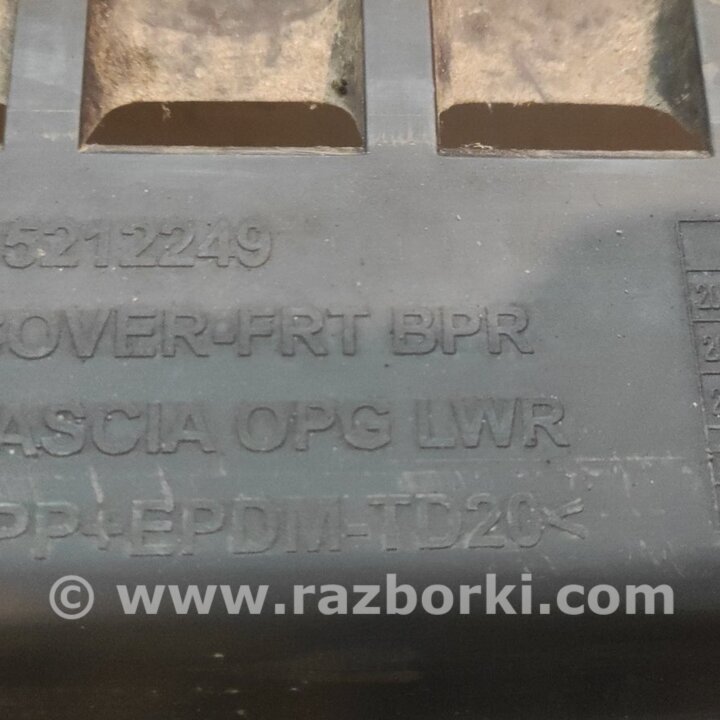 5212249
COVER-FRT BPR
ASCIA OPG LWR
PP+EPDM-TD20<
© www.razborki.com